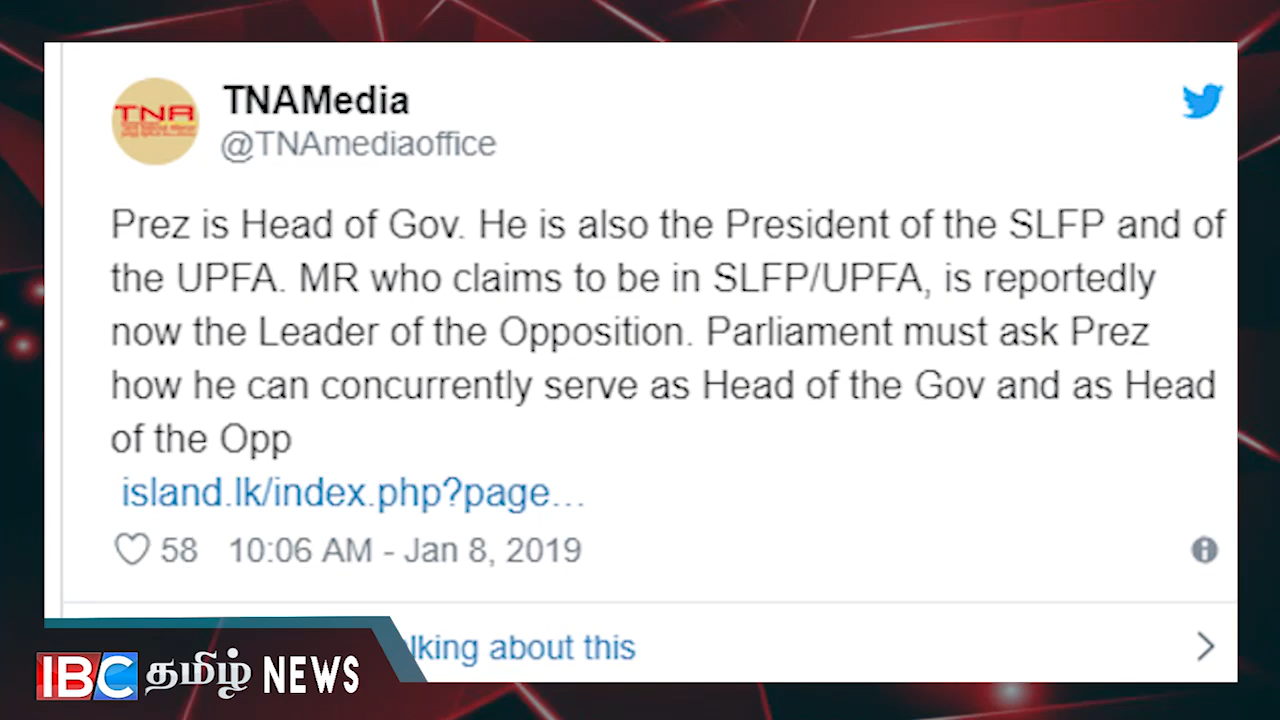 TNA
TNAMedia
@TNAmediaoffice
Prez is Head of Gov. He is also the President of the SLFP and of
the UPFA. MR who claims to be in SLFP/UPFA, is reportedly
now the Leader of the Opposition. Parliament must ask Prez
how he can concurrently serve as Head of the Gov and as Head
of the Opp
island.lk/index.php?page...
58 10:06 AM - Jan 8, 2019
lking about this
IBC தமிழ் NEWS